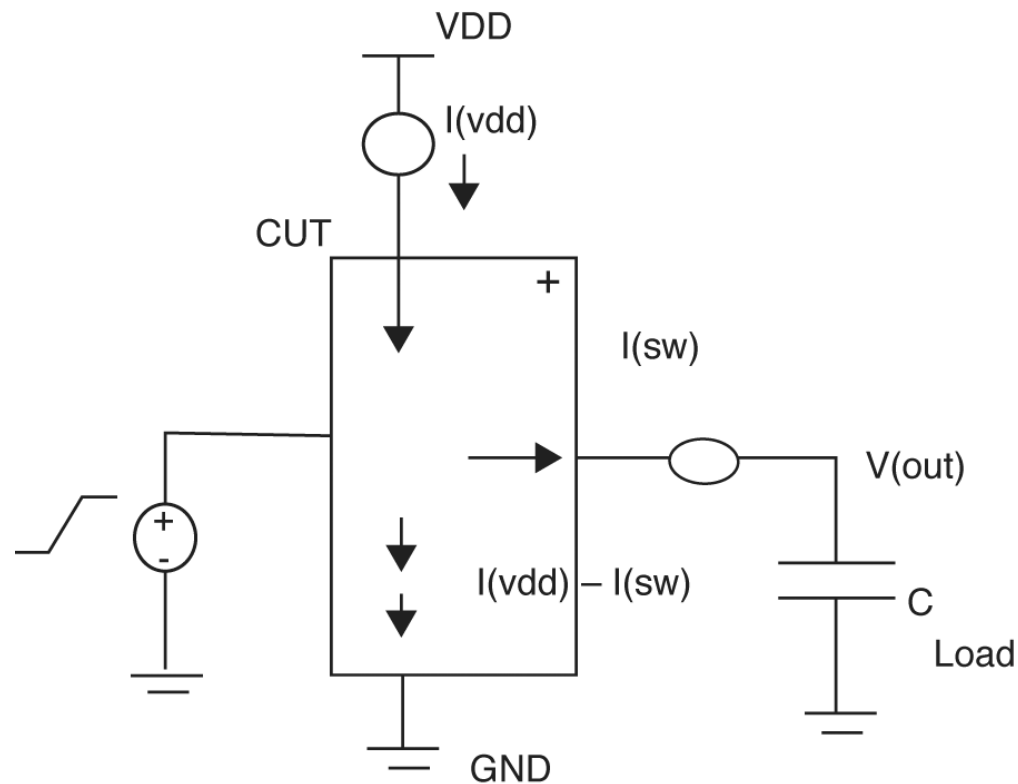 VDD
I(vdd)
CUT
+
I(sw)
V(out)
+
-
I(vdd) – I(sw)
C
Load
GND